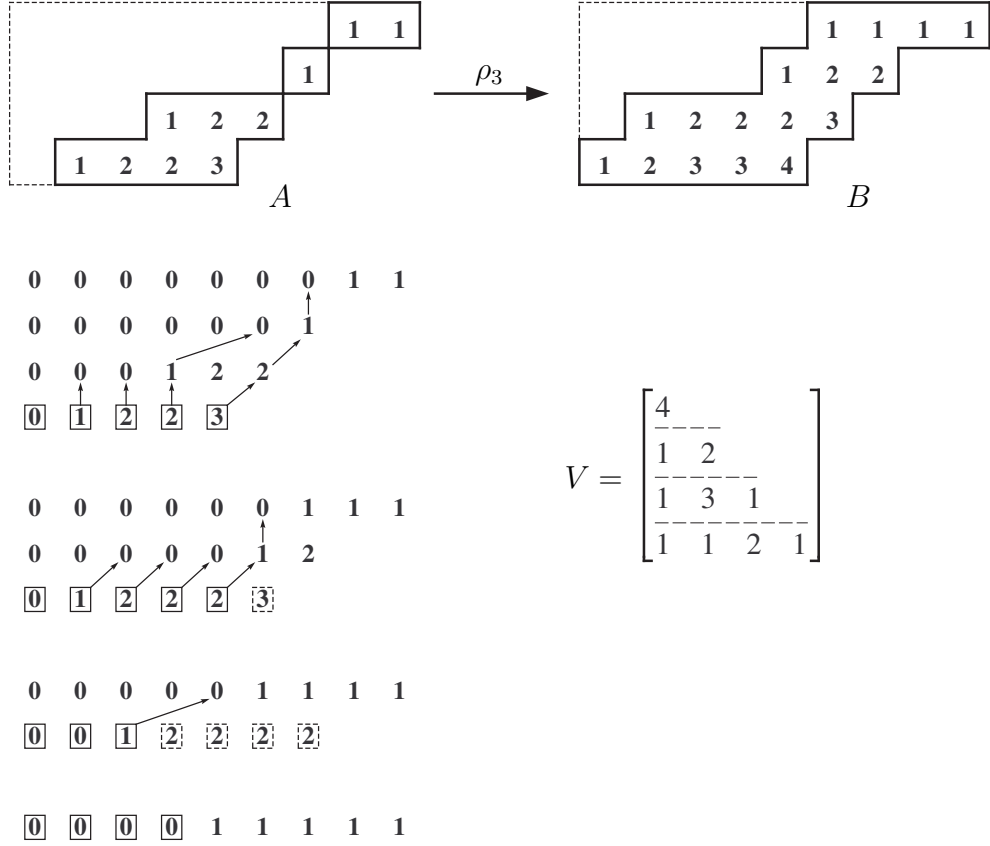 1 1 1 1 1 1
1 ρ₃ 1 2 2
1 2 2 1 2 2 2 3
1 2 2 3 1 2 3 3 4
A B
0 0 0 0 0 0 0 1 1
0 0 0 0 0 0 1
0 0 0 1 2 2
0 1 2 2 3
4
1 2
V =
1 3 1
1 1 2 1
0 0 0 0 0 0 1 1 1
0 0 0 0 0 1 2
0 1 2 2 2 3
0 0 0 0 0 1 1 1 1
0 0 1 2 2 2 2
0 0 0 0 1 1 1 1 1